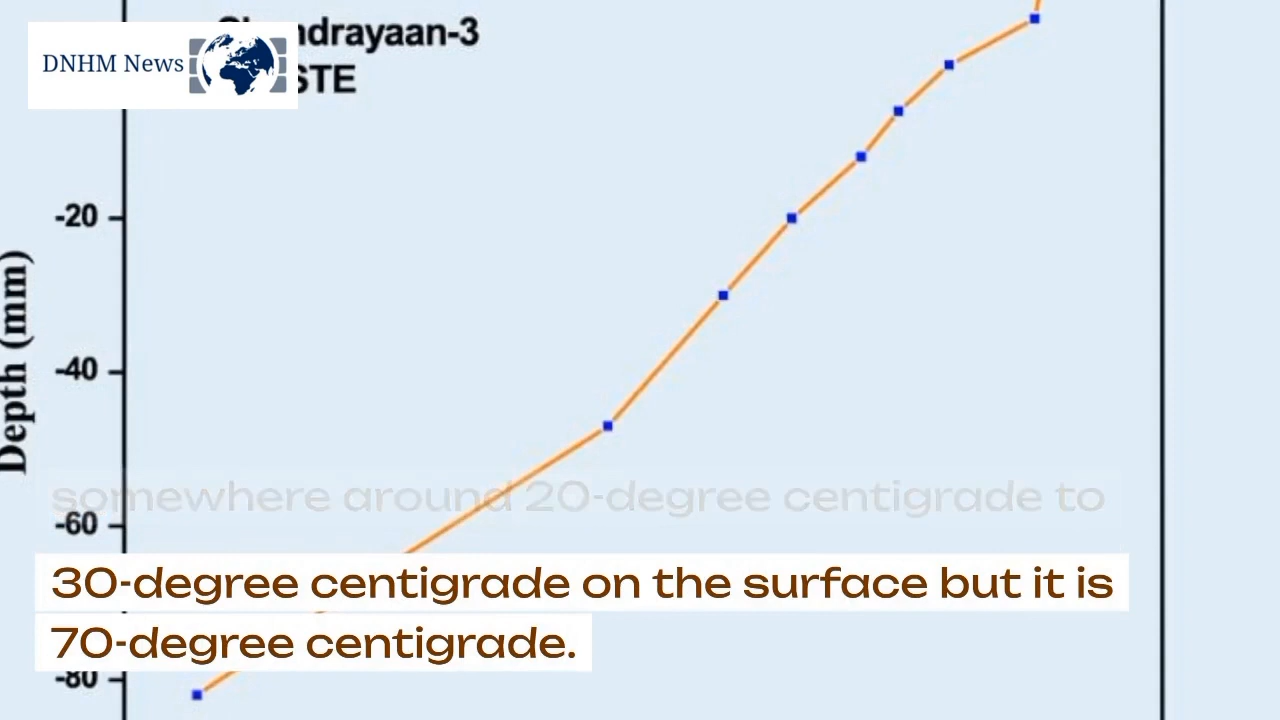 DNHM News
ndrayaan-3
STE
-20
-40
Depth (mm)
somewhere around 20-degree centigrade to
-60
30-degree centigrade on the surface but it is
70-degree centigrade.
-80